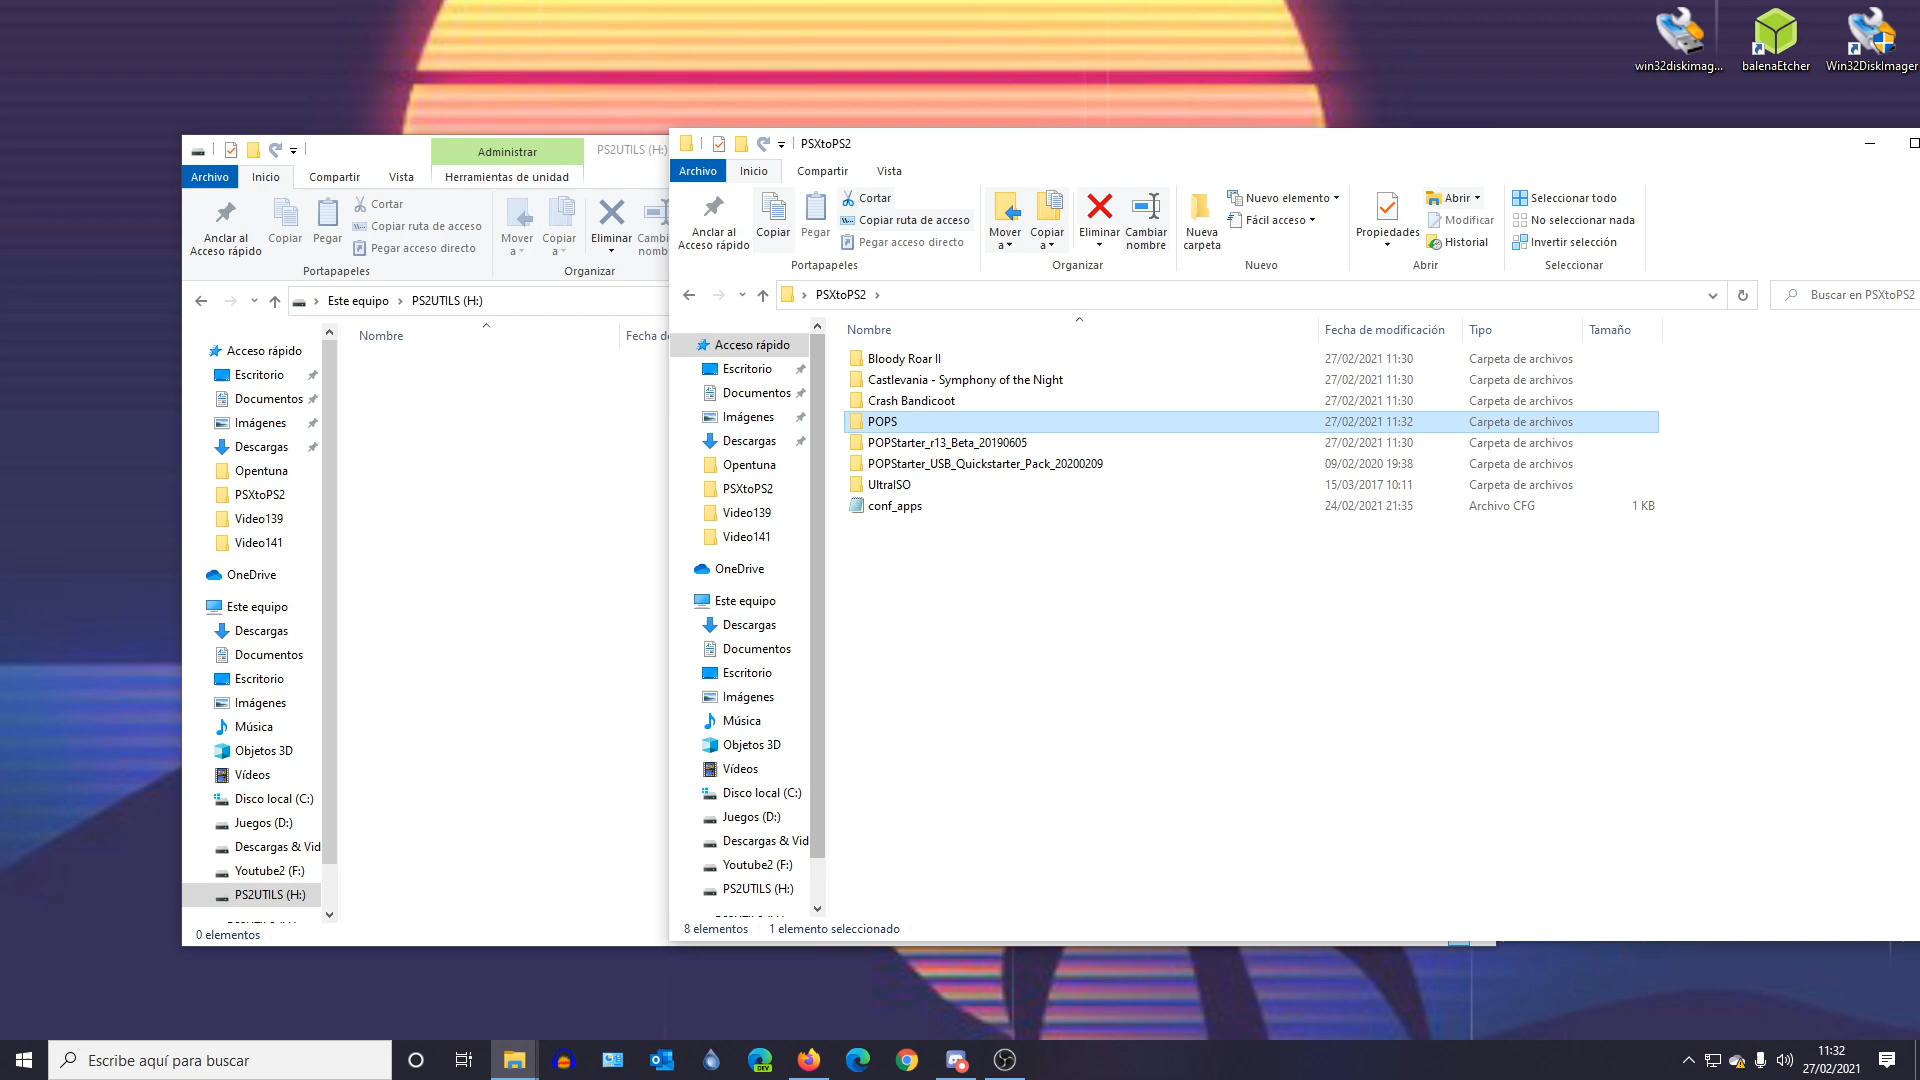 win32diskimag...
balenaEtcher
Win32DiskImager
Administrar
PS2UTILS (H:)
Archivo
Inicio
Compartir
Vista
Herramientas de unidad
Anclar al Acceso rápido
Copiar
Pegar
Cortar
Copiar ruta de acceso
Pegar acceso directo
Mover a
Copiar a
Eliminar
Portapapeles
Organizar
Este equipo
PS2UTILS (H:)
Nombre
Acceso rápido
Escritorio
Documentos
Imágenes
Descargas
Opentuna
PSXtoPS2
Video139
Video141
OneDrive
Este equipo
Descargas
Documentos
Escritorio
Imágenes
Música
Objetos 3D
Vídeos
Disco local (C:)
Juegos (D:)
Descargas & Vid
Youtube2 (F:)
PS2UTILS (H:)
0 elementos
PSXtoPS2
Archivo
Inicio
Compartir
Vista
Anclar al Acceso rápido
Copiar
Pegar
Cortar
Copiar ruta de acceso
Pegar acceso directo
Mover a
Copiar a
Eliminar
Cambiar nombre
Nueva carpeta
Nuevo elemento
Fácil acceso
Propiedades
Abrir
Modificar
Historial
Seleccionar todo
No seleccionar nada
Invertir selección
Portapapeles
Organizar
Nuevo
Abrir
Seleccionar
PSXtoPS2
Buscar en PSXtoPS2
Acceso rápido
Escritorio
Documentos
Imágenes
Descargas
Opentuna
PSXtoPS2
Video139
Video141
OneDrive
Este equipo
Descargas
Documentos
Escritorio
Imágenes
Música
Objetos 3D
Vídeos
Disco local (C:)
Juegos (D:)
Descargas & Vid
Youtube2 (F:)
PS2UTILS (H:)
Nombre Fecha de modificación Tipo Tamaño
Bloody Roar II 27/02/2021 11:30 Carpeta de archivos
Castlevania - Symphony of the Night 27/02/2021 11:30 Carpeta de archivos
Crash Bandicoot 27/02/2021 11:30 Carpeta de archivos
POPS 27/02/2021 11:32 Carpeta de archivos
POPStarter_r13_Beta_20190605 27/02/2021 11:30 Carpeta de archivos
POPStarter_USB_Quickstarter_Pack_20200209 09/02/2020 19:38 Carpeta de archivos
UltraISO 15/03/2017 10:11 Carpeta de archivos
conf_apps 24/02/2021 21:35 Archivo CFG 1 KB
8 elementos 1 elemento seleccionado
Escribe aquí para buscar
DEV
11:32
27/02/2021